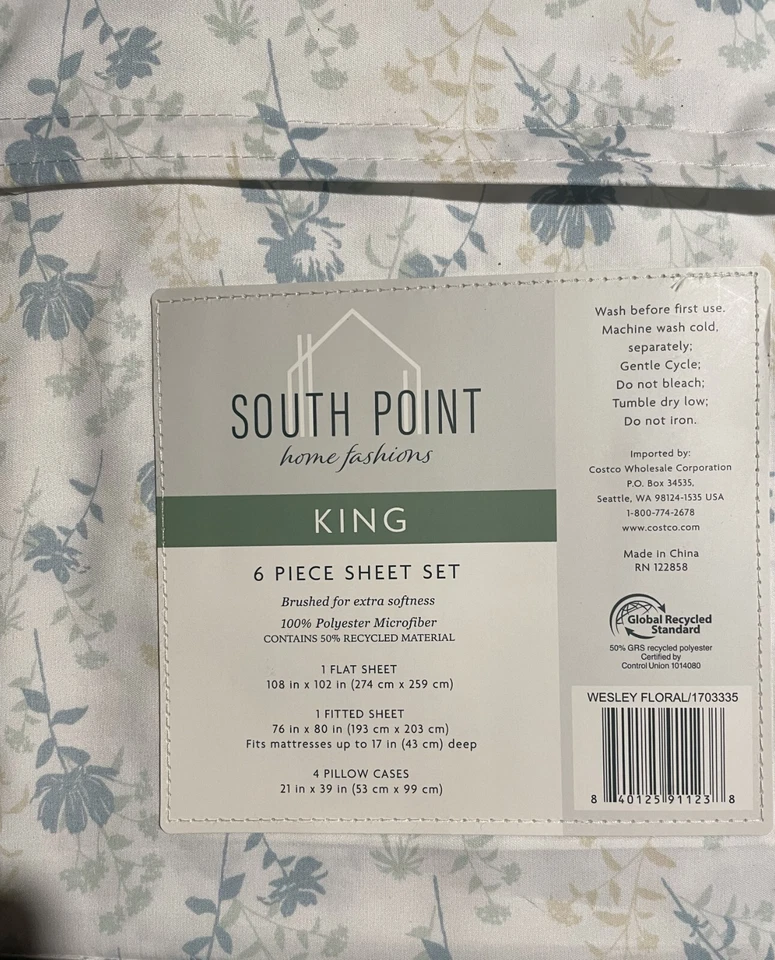 SOUTH POINT
home fashions
KING
6 PIECE SHEET SET
Brushed for extra softness
100% Polyester Microfiber
CONTAINS 50% RECYCLED MATERIAL
1 FLAT SHEET
108 in x 102 in (274 cm x 259 cm)
1 FITTED SHEET
76 in x 80 in (193 cm x 203 cm)
Fits mattresses up to 17 in (43 cm) deep
4 PILLOW CASES
21 in x 39 in (53 cm x 99 cm)
Wash before first use.
Machine wash cold,
separately;
Gentle Cycle;
Do not bleach;
Tumble dry low;
Do not iron.
Imported by:
Costco Wholesale Corporation
P.O. Box 34535,
Seattle, WA 98124-1535 USA
1-800-774-2678
www.costco.com
Made in China
RN 122858
Global Recycled
Standard
50% GRS recycled polyester
Certified by
Control Union 1014080
WESLEY FLORAL/1703335
8 40125 91123 8